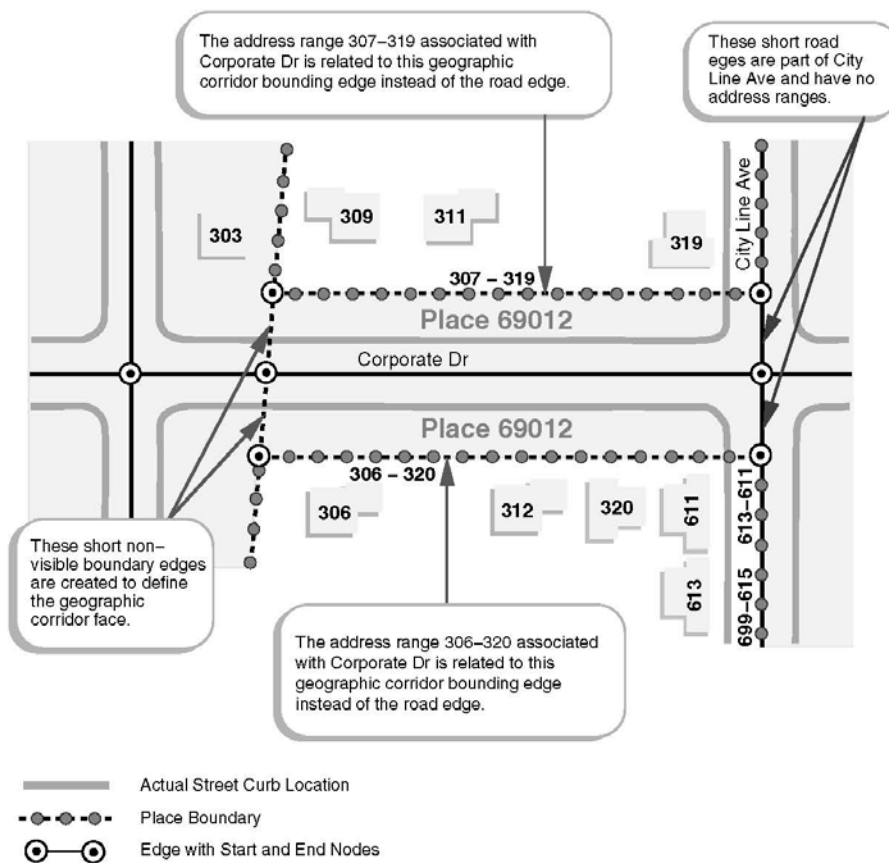 The address range 307–319 associated with
Corporate Dr is related to this geographic
corridor bounding edge instead of the road edge.
These short road
eges are part of City
Line Ave and have no
address ranges.
303
309
311
319
City Line Ave
307 – 319
Place 69012
Corporate Dr
Place 69012
306 – 320
306
312
320
611
613
613–611
699–615
These short non–
visible boundary edges
are created to define
the geographic
corridor face.
The address range 306–320 associated
with Corporate Dr is related to this
geographic corridor bounding edge
instead of the road edge.
Actual Street Curb Location
Place Boundary
Edge with Start and End Nodes